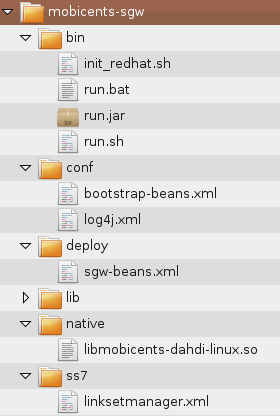 mobicents-sgw
bin
init_redhat.sh
run.bat
run.jar
run.sh
conf
bootstrap-beans.xml
log4j.xml
deploy
sgw-beans.xml
lib
native
libmobicents-dahdi-linux.so
ss7
linksetmanager.xml